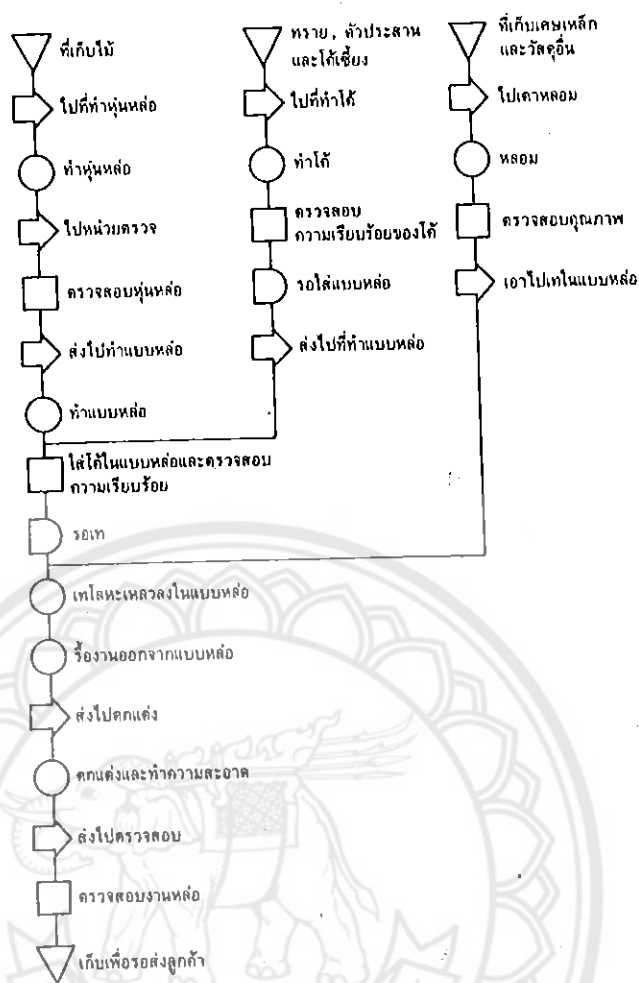 ที่เก็บไม้
ไปที่ทำหุ่นหล่อ
ทำหุ่นหล่อ
ไปหน่วยตรวจ
ตรวจสอบหุ่นหล่อ
ส่งไปทำแบบหล่อ
ทำแบบหล่อ
ทราย, ตัวประสาน
และโก้เซี่ยง
ไปที่ทำโก้
ทำโก้
ตรวจสอบ
ความเรียบร้อยของโก้
รอใส่แบบหล่อ
ส่งไปที่ทำแบบหล่อ
ที่เก็บเศษเหล็ก
และวัสดุอื่น
ไปเตาหลอม
หลอม
ตรวจสอบคุณภาพ
เอาไปเทในแบบหล่อ
ใส่โก้ในแบบหล่อและตรวจสอบ
ความเรียบร้อย
รอเท
เทโลหะเหลวลงในแบบหล่อ
รื้องานออกจากแบบหล่อ
ส่งไปตกแต่ง
ตกแต่งและทำความสะอาด
ส่งไปตรวจสอบ
ตรวจสอบงานหล่อ
เก็บเพื่อรอส่งลูกค้า